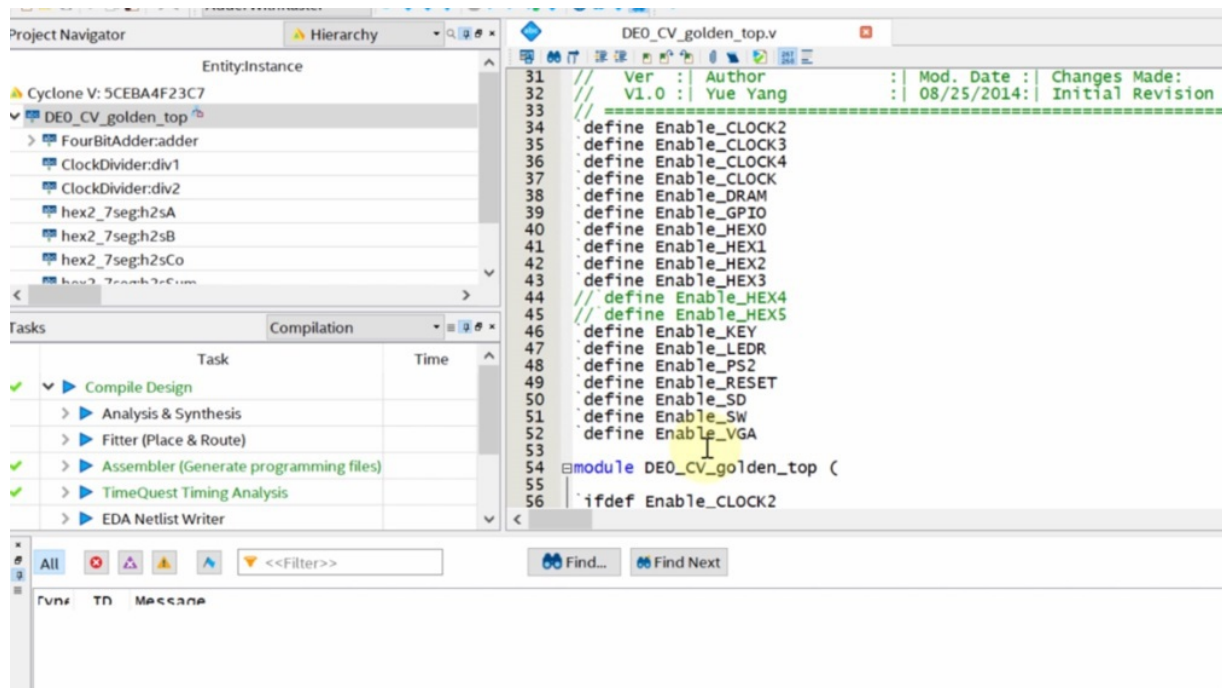 Project Navigator
Hierarchy
Entity:Instance
Cyclone V: 5CEBA4F23C7
DE0_CV_golden_top
FourBitAdder:adder
ClockDivider:div1
ClockDivider:div2
hex2_7seg:h2sA
hex2_7seg:h2sB
hex2_7seg:h2sCo
Tasks
Compilation
Task Time
Compile Design
Analysis & Synthesis
Fitter (Place & Route)
Assembler (Generate programming files)
TimeQuest Timing Analysis
EDA Netlist Writer
DE0_CV_golden_top.v
31 // Ver :| Author :| Mod. Date :| Changes Made:
32 // V1.0 :| Yue Yang :| 08/25/2014:| Initial Revision
33 // ============================================================
34 `define Enable_CLOCK2
35 `define Enable_CLOCK3
36 `define Enable_CLOCK4
37 `define Enable_CLOCK
38 `define Enable_DRAM
39 `define Enable_GPIO
40 `define Enable_HEX0
41 `define Enable_HEX1
42 `define Enable_HEX2
43 `define Enable_HEX3
44 //`define Enable_HEX4
45 //`define Enable_HEX5
46 `define Enable_KEY
47 `define Enable_LEDR
48 `define Enable_PS2
49 `define Enable_RESET
50 `define Enable_SD
51 `define Enable_SW
52 `define Enable_VGA
53
54 module DE0_CV_golden_top (
55
56 `ifdef Enable_CLOCK2
All <<Filter>> Find... Find Next
Type ID Message